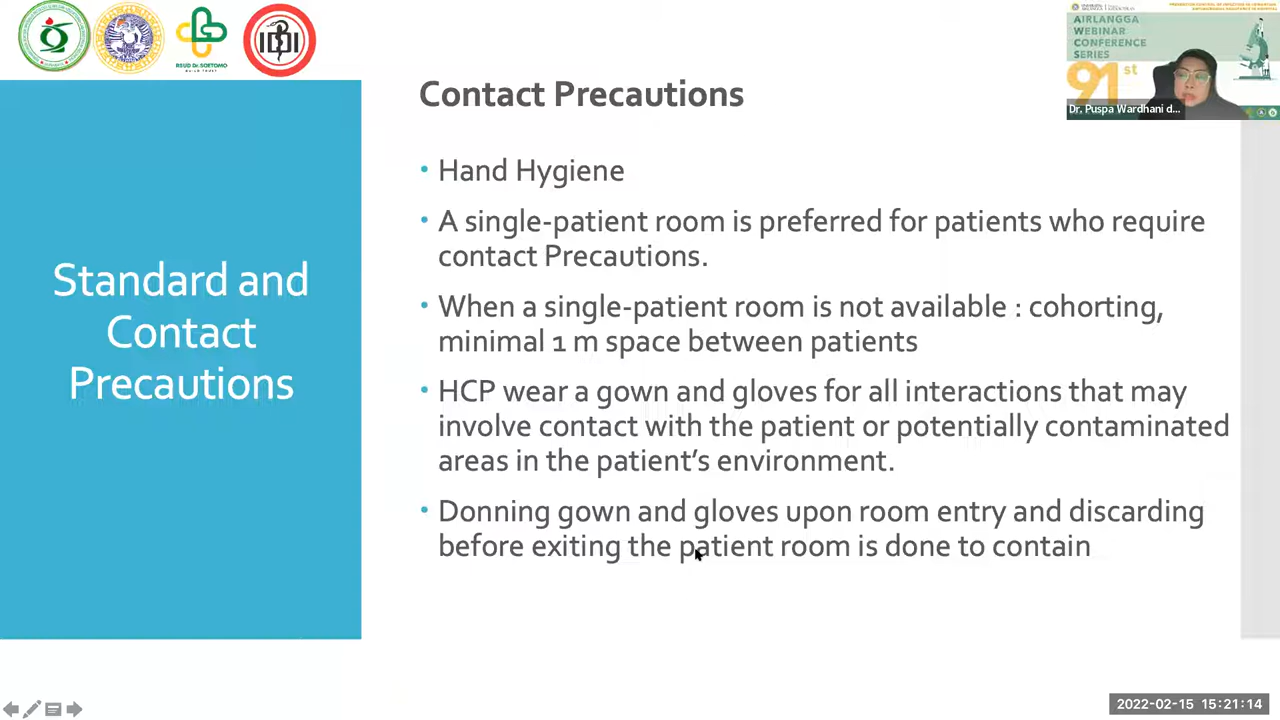 RSUD Dr. SOETOMO
IDI
AIRLANGGA
WEBINAR
CONFERENCE
SERIES
91st
Dr. Puspa Wardhani d...
Contact Precautions
Standard and
Contact
Precautions
• Hand Hygiene
• A single-patient room is preferred for patients who require
contact Precautions.
• When a single-patient room is not available : cohorting,
minimal 1 m space between patients
• HCP wear a gown and gloves for all interactions that may
involve contact with the patient or potentially contaminated
areas in the patient’s environment.
• Donning gown and gloves upon room entry and discarding
before exiting the patient room is done to contain
2022-02-15 15:21:14